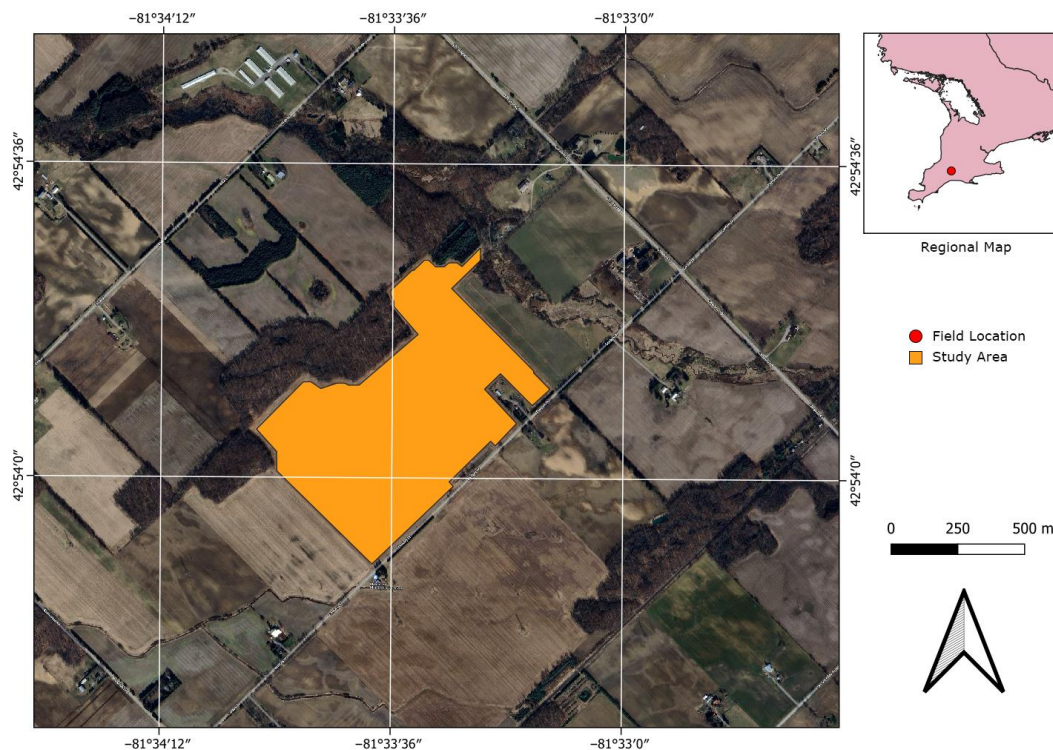 −81°34′12″ −81°33′36″ −81°33′0″
42°54′36″ 42°54′36″
42°54′0″ 42°54′0″
−81°34′12″ −81°33′36″ −81°33′0″
Regional Map
Field Location
Study Area
0 250 500 m